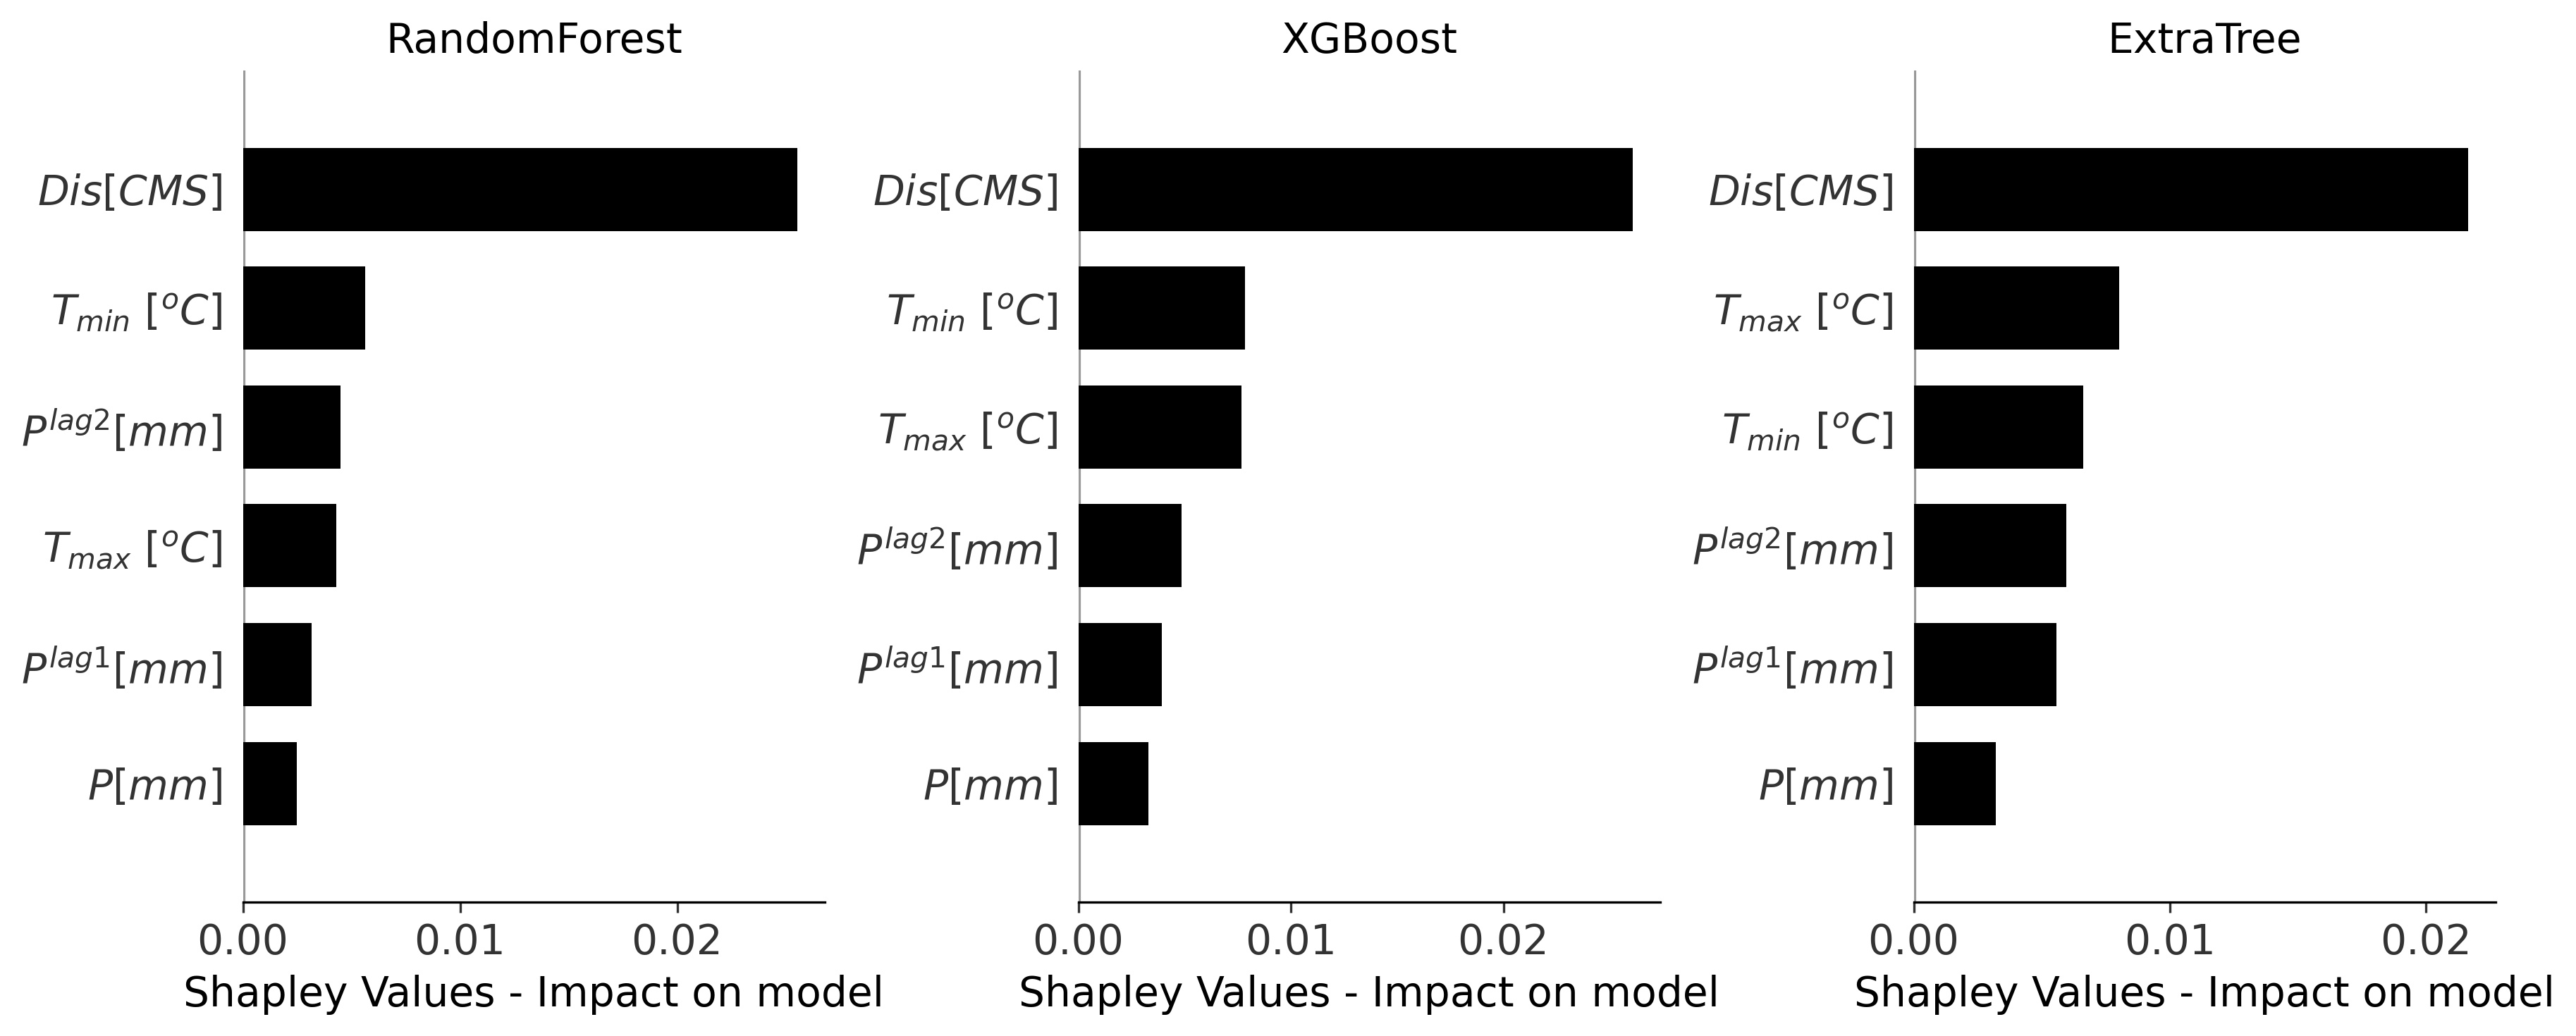 RandomForest
Dis[CMS]
T_min [°C]
P^lag2[mm]
T_max [°C]
P^lag1[mm]
P[mm]
0.00 0.01 0.02
Shapley Values - Impact on model
XGBoost
Dis[CMS]
T_min [°C]
T_max [°C]
P^lag2[mm]
P^lag1[mm]
P[mm]
0.00 0.01 0.02
Shapley Values - Impact on model
ExtraTree
Dis[CMS]
T_max [°C]
T_min [°C]
P^lag2[mm]
P^lag1[mm]
P[mm]
0.00 0.01 0.02
Shapley Values - Impact on model